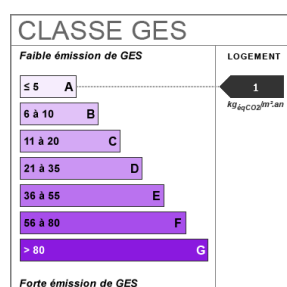 CLASSE GES
Faible émission de GES
LOGEMENT
≤ 5 A
1
kgéqCO2/m².an
6 à 10 B
11 à 20 C
21 à 35 D
36 à 55 E
56 à 80 F
> 80 G
Forte émission de GES